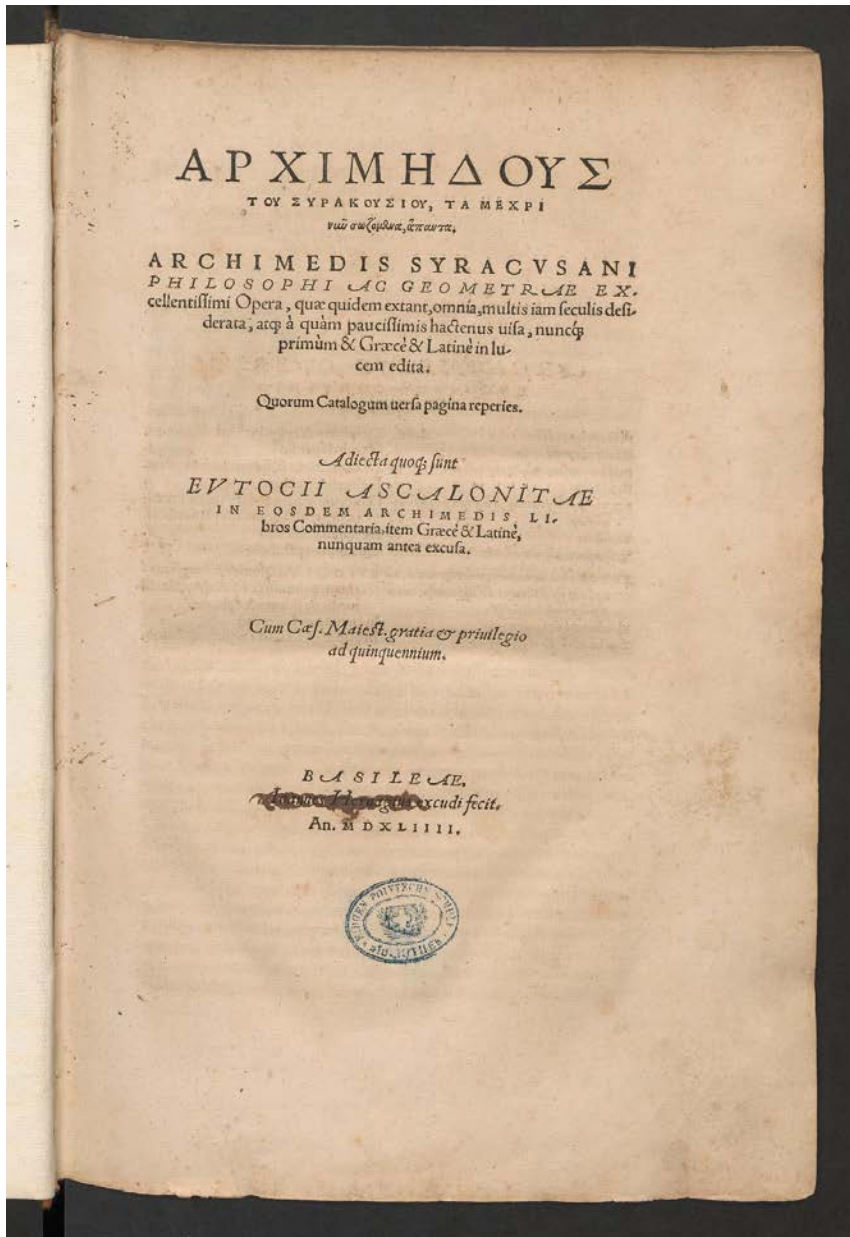 ΑΡΧΙΜΗΔΟΥΣ
ΤΟΥ ΣΥΡΑΚΟΥΣΙΟΥ, ΤΑ ΜΕΧΡΙ
νῦν σωζόμενα, ἅπαντα.
ARCHIMEDIS SYRACVSANI
PHILOSOPHI AC GEOMETRÆ EX-
cellentissimi Opera, quæ quidem extant, omnia, multis iam seculis desi-
derata, atq; à quàm paucissimis hactenus uisa, nuncq;
primùm & Græcè & Latinè in lu-
cem edita.
Quorum Catalogum uersa pagina reperies.
Adiecta quoq; sunt
EVTOCII ASCALONITAE
IN EOSDEM ARCHIMEDIS LI-
bros Commentaria, item Græcè & Latinè,
nunquam antea excusa.
Cum Cæs. Maiest. gratia & priuilegio
ad quinquennium.
BASILEAE,
excudi fecit.
An. MDXLIIII.